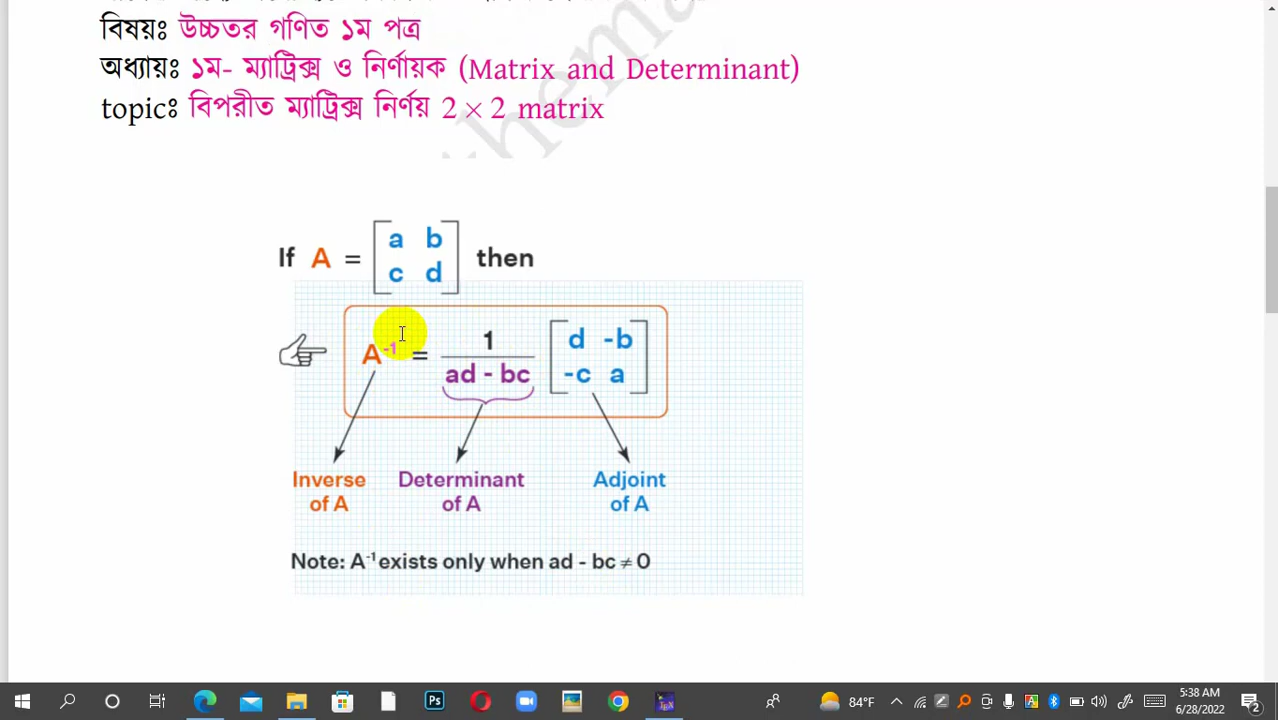 বিষয়ঃ উচ্চতর গণিত ১ম পত্র
অধ্যায়ঃ ১ম- ম্যাট্রিক্স ও নির্ণায়ক (Matrix and Determinant)
topicঃ বিপরীত ম্যাট্রিক্স নির্ণয় 2 × 2 matrix
If A = [a b
c d] then
A⁻¹ = 1 / (ad - bc) [d -b
-c a]
Inverse of A
Determinant of A
Adjoint of A
Note: A⁻¹ exists only when ad - bc ≠ 0
84°F
5:38 AM
6/28/2022